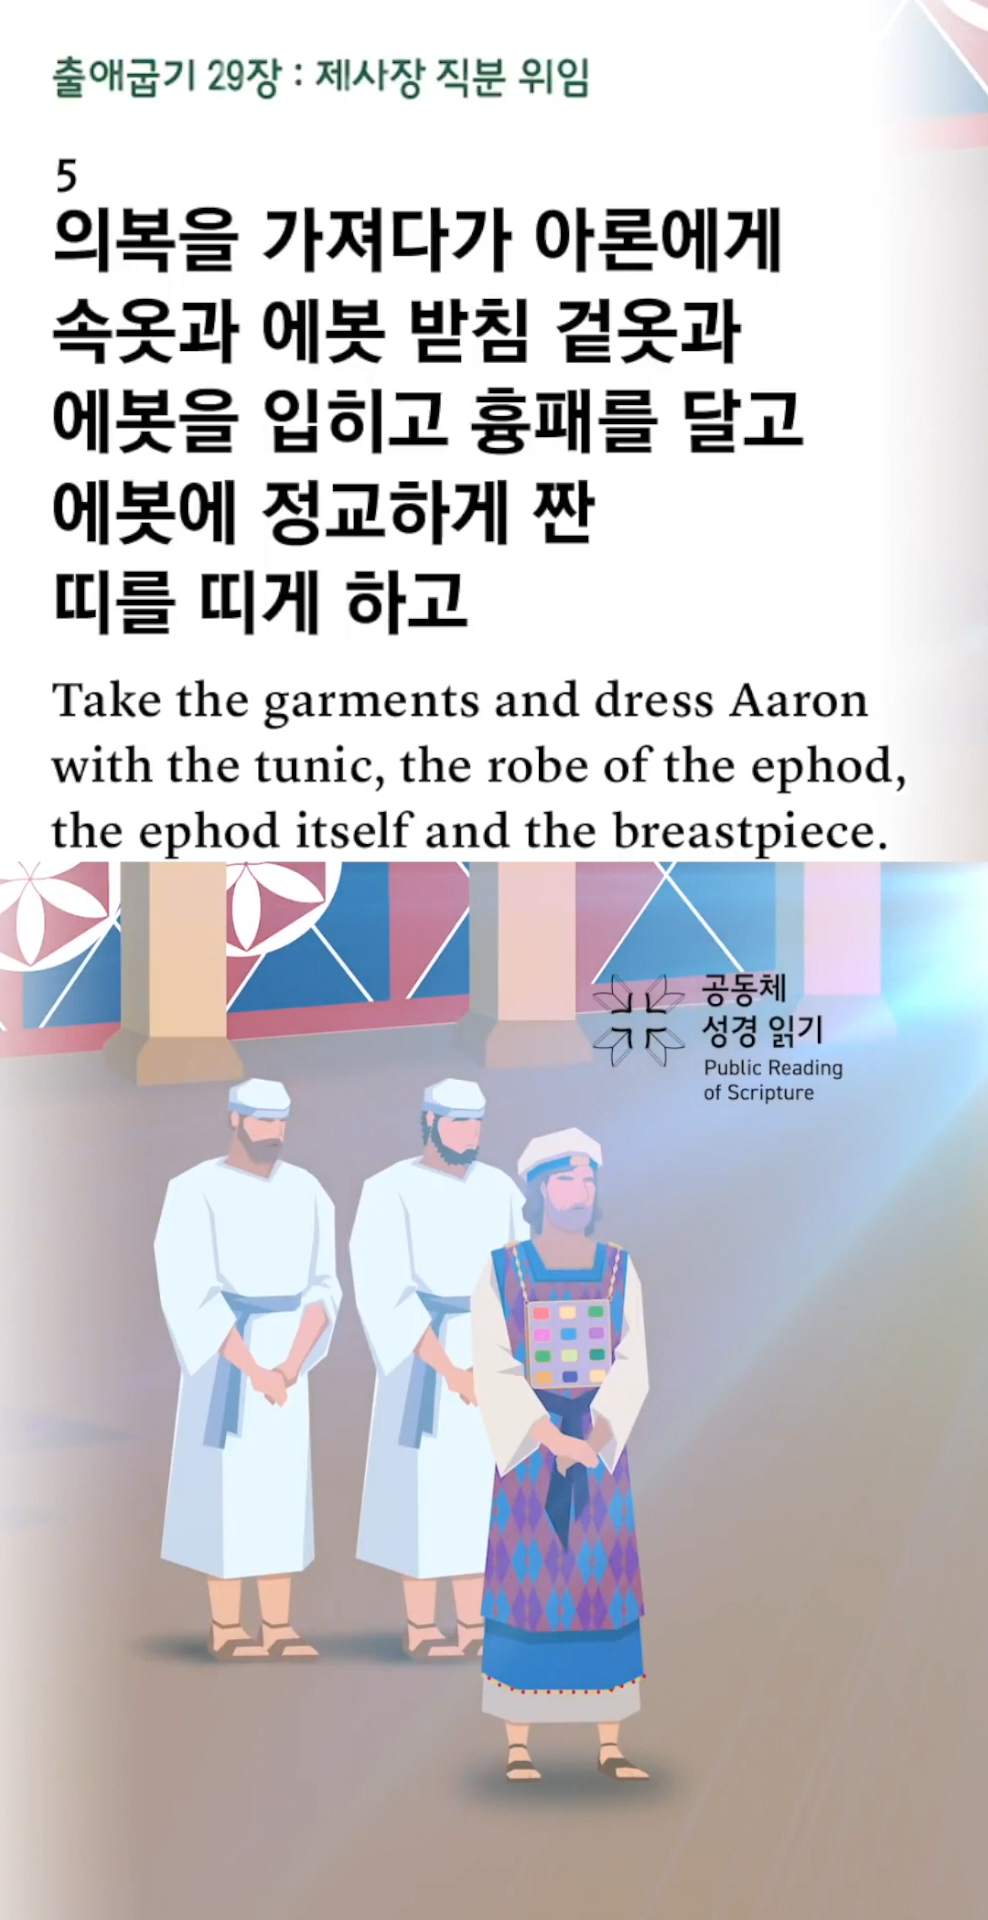 출애굽기 29장 : 제사장 직분 위임
5
의복을 가져다가 아론에게
속옷과 에봇 받침 겉옷과
에봇을 입히고 흉패를 달고
에봇에 정교하게 짠
띠를 띠게 하고
Take the garments and dress Aaron
with the tunic, the robe of the ephod,
the ephod itself and the breastpiece.
공동체
성경 읽기
Public Reading
of Scripture